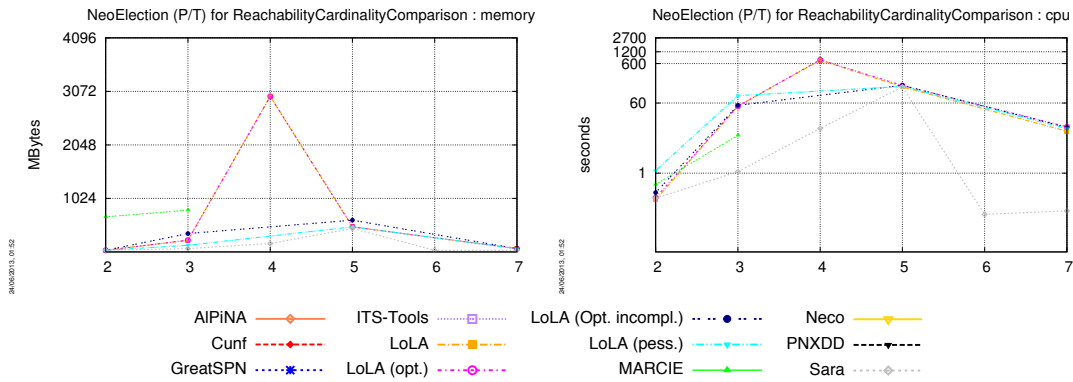 NeoElection (P/T) for ReachabilityCardinalityComparison : memory
4096
3072
2048
1024
MBytes
2 3 4 5 6 7
24/06/2013, 01:52
NeoElection (P/T) for ReachabilityCardinalityComparison : cpu
2700
1200
600
60
1
seconds
2 3 4 5 6 7
24/06/2013, 01:52
AlPiNA ITS-Tools LoLA (Opt. incompl.) Neco
Cunf LoLA LoLA (pess.) PNXDD
GreatSPN LoLA (opt.) MARCIE Sara